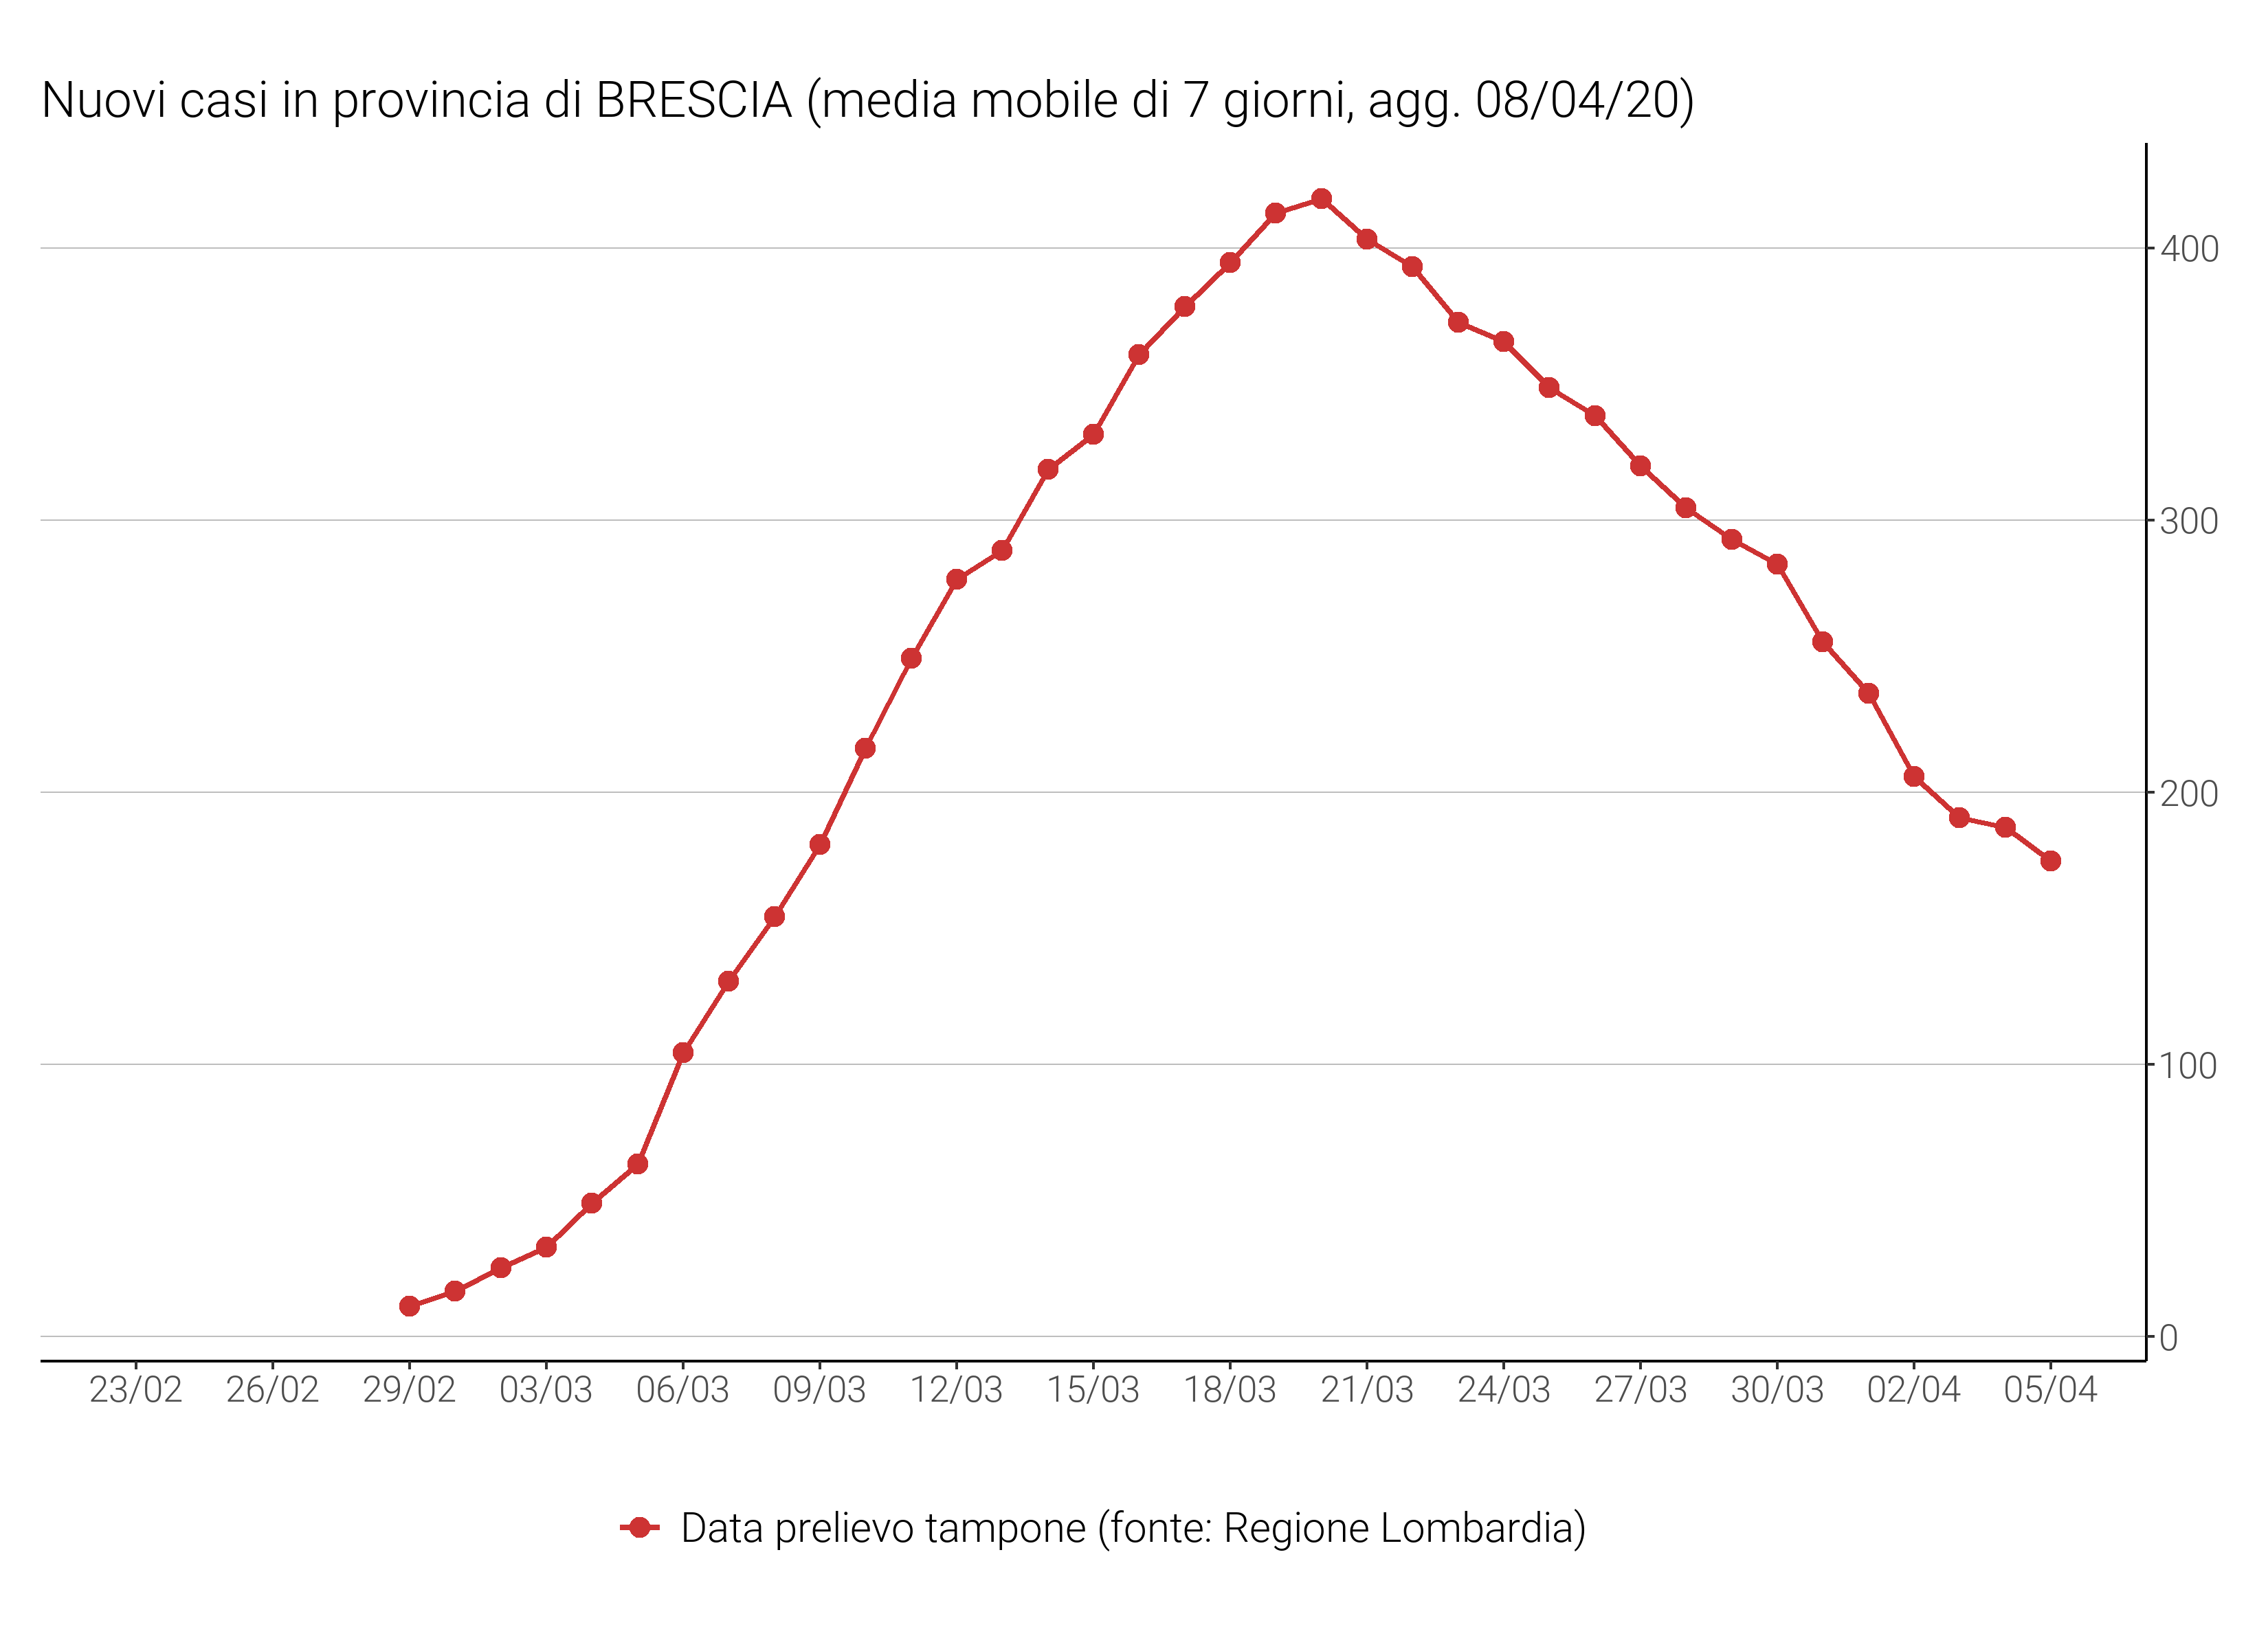 Nuovi casi in provincia di BRESCIA (media mobile di 7 giorni, agg. 08/04/20)
400
300
200
100
0
23/02 26/02 29/02 03/03 06/03 09/03 12/03 15/03 18/03 21/03 24/03 27/03 30/03 02/04 05/04
Data prelievo tampone (fonte: Regione Lombardia)